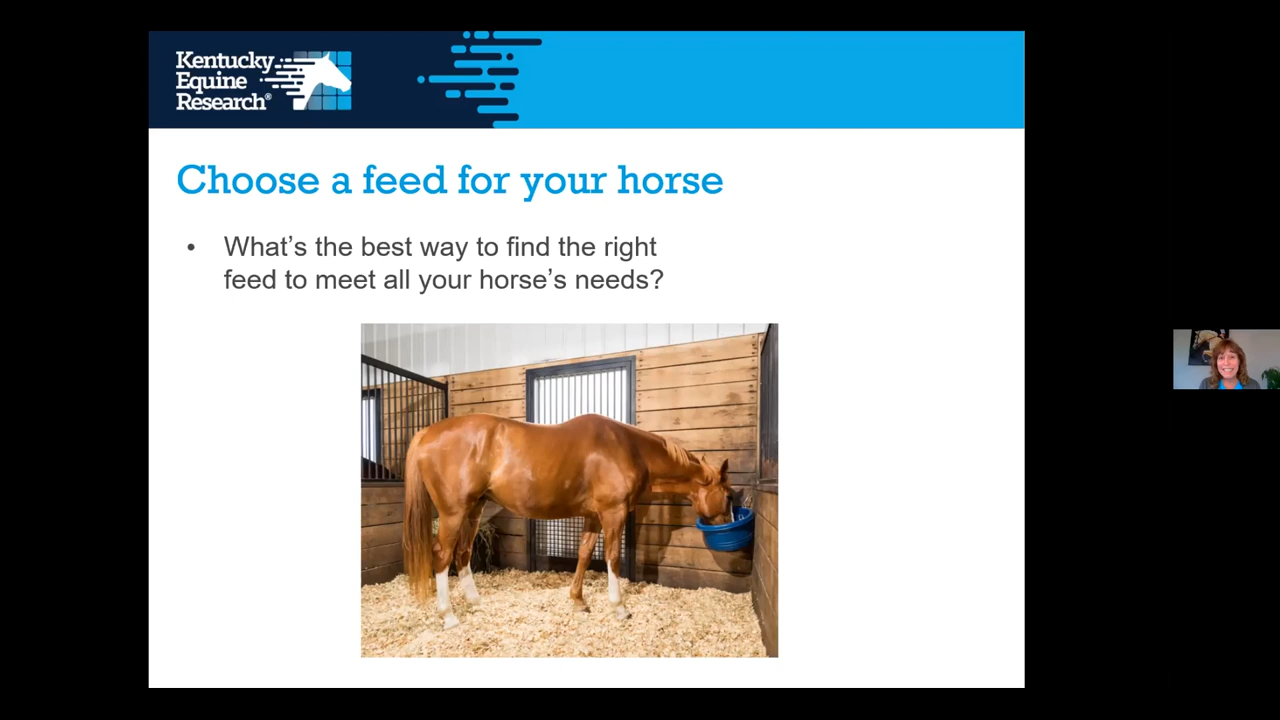 Kentucky
Equine
Research®
Choose a feed for your horse
• What’s the best way to find the right
feed to meet all your horse’s needs?